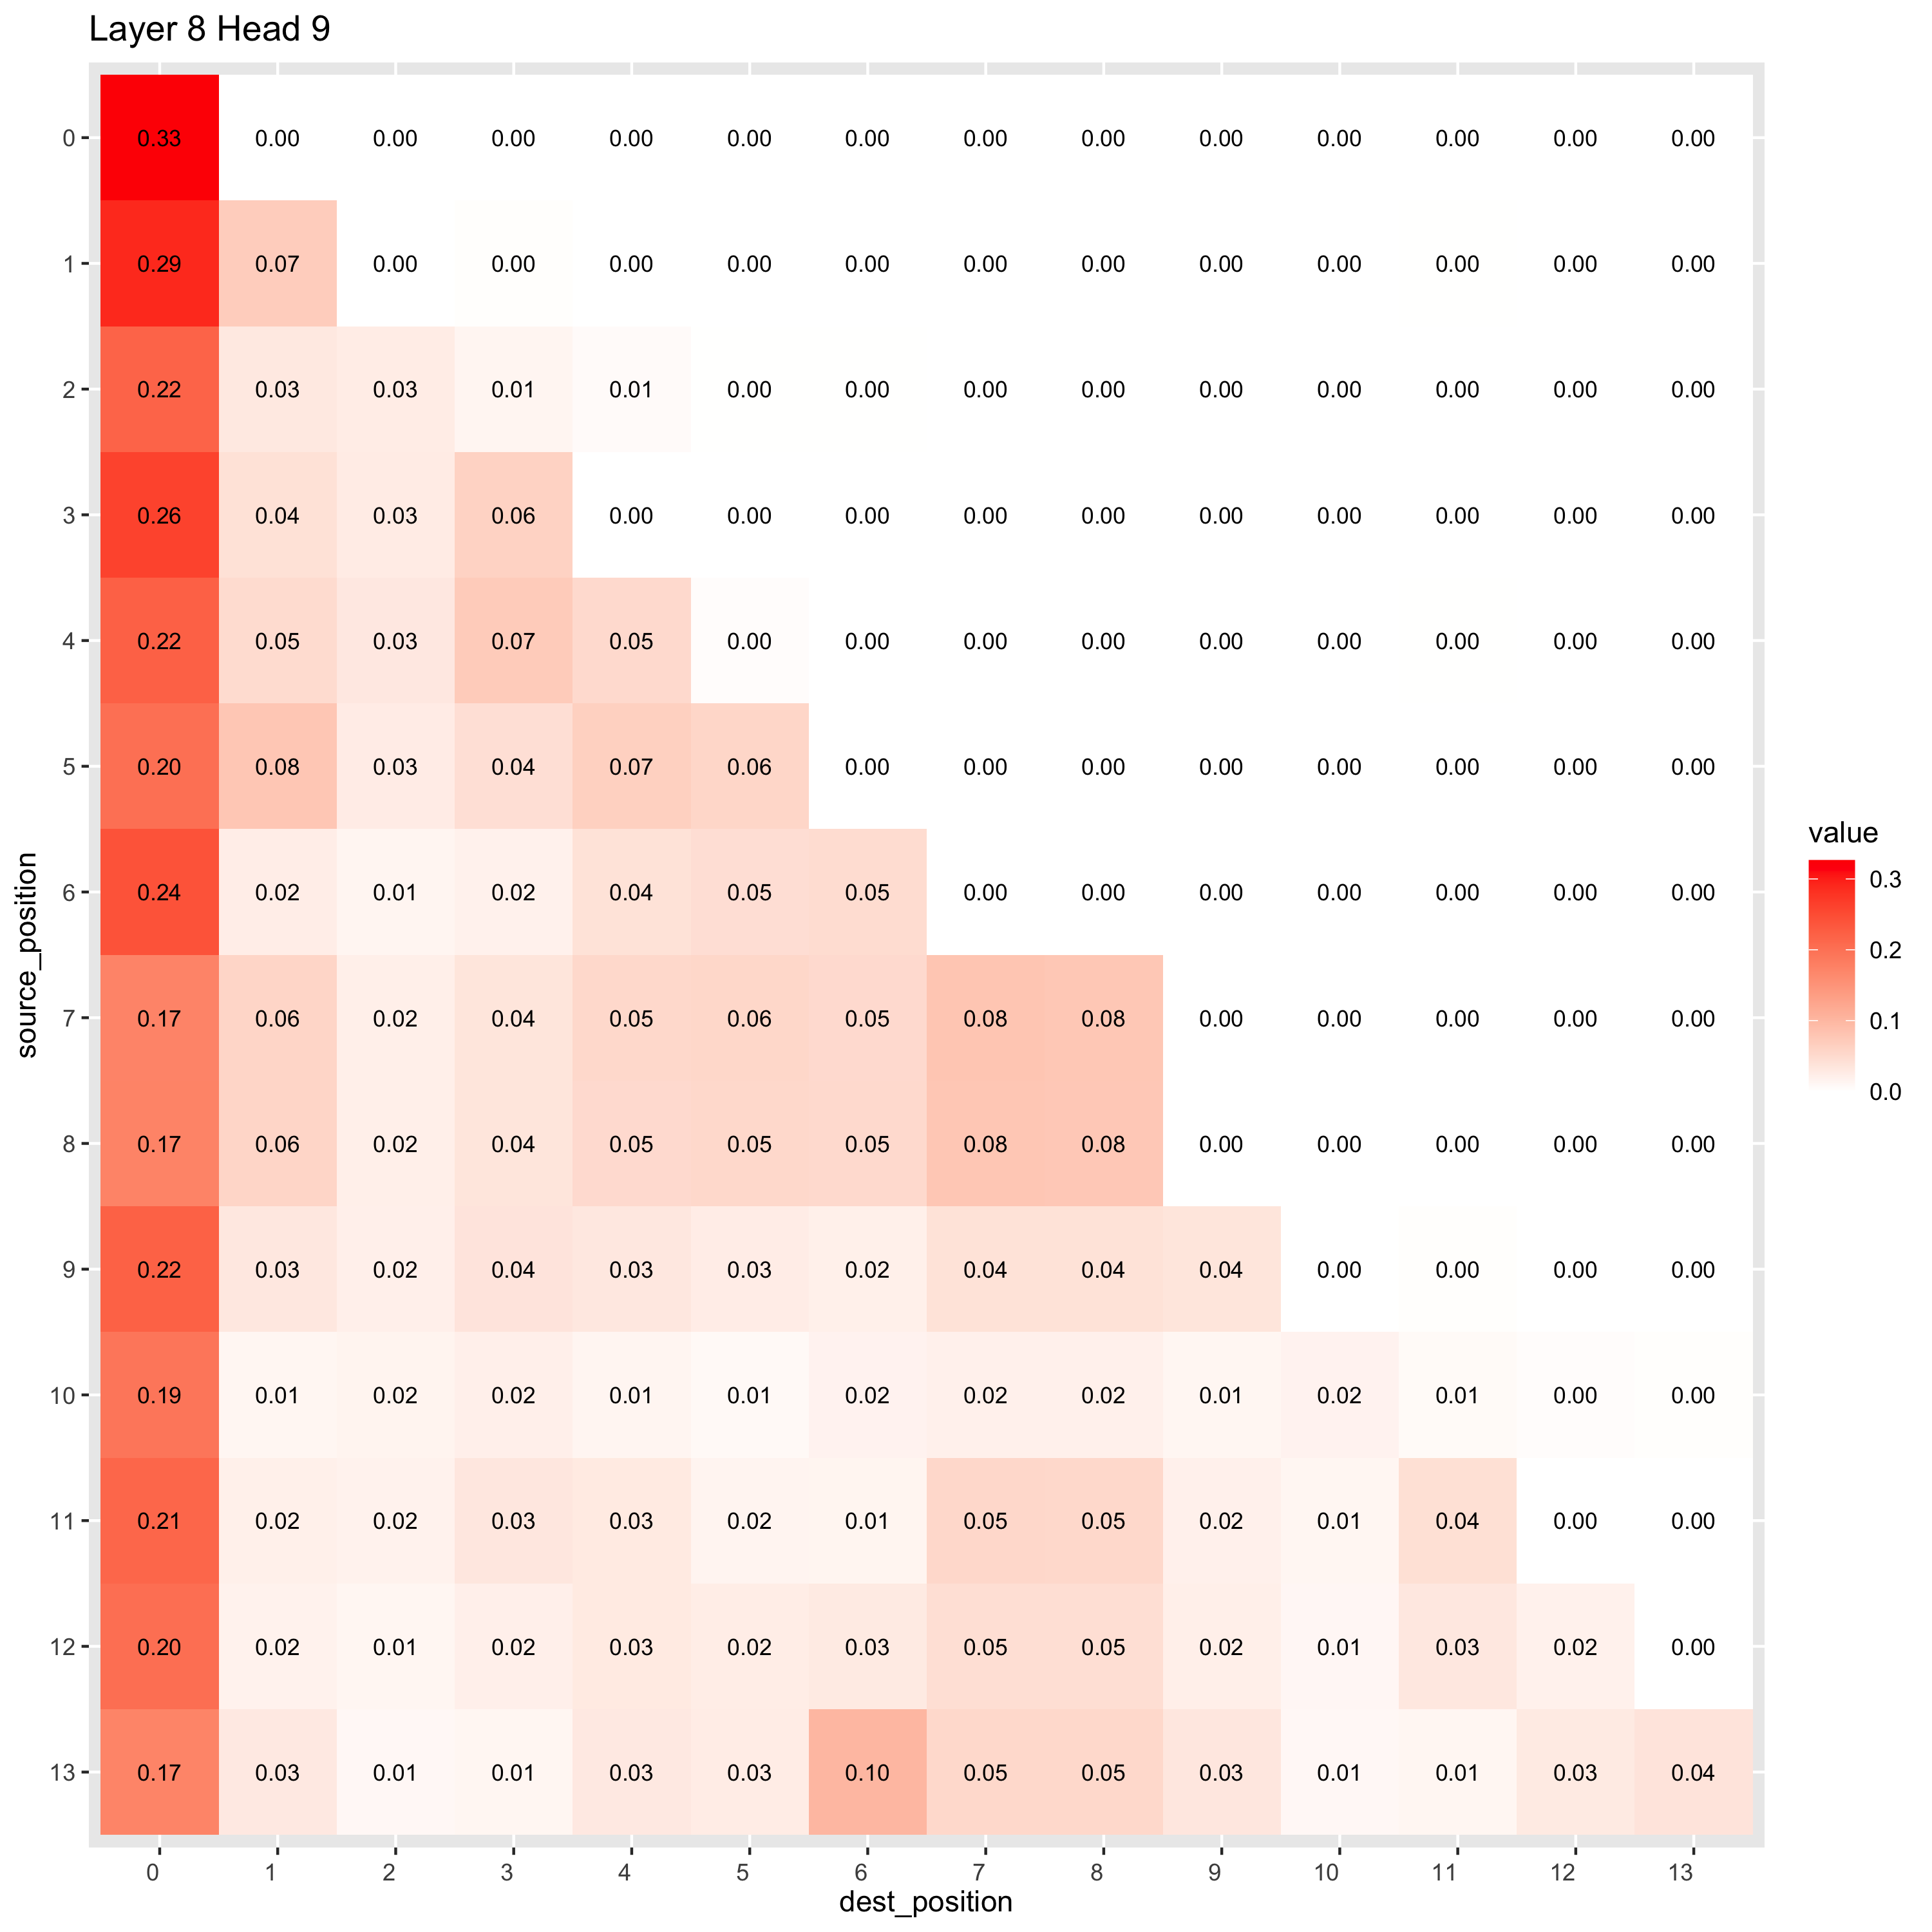 Layer 8 Head 9
0 0.33 0.00 0.00 0.00 0.00 0.00 0.00 0.00 0.00 0.00 0.00 0.00 0.00 0.00
1 0.29 0.07 0.00 0.00 0.00 0.00 0.00 0.00 0.00 0.00 0.00 0.00 0.00 0.00
2 0.22 0.03 0.03 0.01 0.01 0.00 0.00 0.00 0.00 0.00 0.00 0.00 0.00 0.00
3 0.26 0.04 0.03 0.06 0.00 0.00 0.00 0.00 0.00 0.00 0.00 0.00 0.00 0.00
4 0.22 0.05 0.03 0.07 0.05 0.00 0.00 0.00 0.00 0.00 0.00 0.00 0.00 0.00
5 0.20 0.08 0.03 0.04 0.07 0.06 0.00 0.00 0.00 0.00 0.00 0.00 0.00 0.00
6 0.24 0.02 0.01 0.02 0.04 0.05 0.05 0.00 0.00 0.00 0.00 0.00 0.00 0.00
7 0.17 0.06 0.02 0.04 0.05 0.06 0.05 0.08 0.08 0.00 0.00 0.00 0.00 0.00
8 0.17 0.06 0.02 0.04 0.05 0.05 0.05 0.08 0.08 0.00 0.00 0.00 0.00 0.00
9 0.22 0.03 0.02 0.04 0.03 0.03 0.02 0.04 0.04 0.04 0.00 0.00 0.00 0.00
10 0.19 0.01 0.02 0.02 0.01 0.01 0.02 0.02 0.02 0.01 0.02 0.01 0.00 0.00
11 0.21 0.02 0.02 0.03 0.03 0.02 0.01 0.05 0.05 0.02 0.01 0.04 0.00 0.00
12 0.20 0.02 0.01 0.02 0.03 0.02 0.03 0.05 0.05 0.02 0.01 0.03 0.02 0.00
13 0.17 0.03 0.01 0.01 0.03 0.03 0.10 0.05 0.05 0.03 0.01 0.01 0.03 0.04
0 1 2 3 4 5 6 7 8 9 10 11 12 13
dest_position
source_position
value
0.3
0.2
0.1
0.0